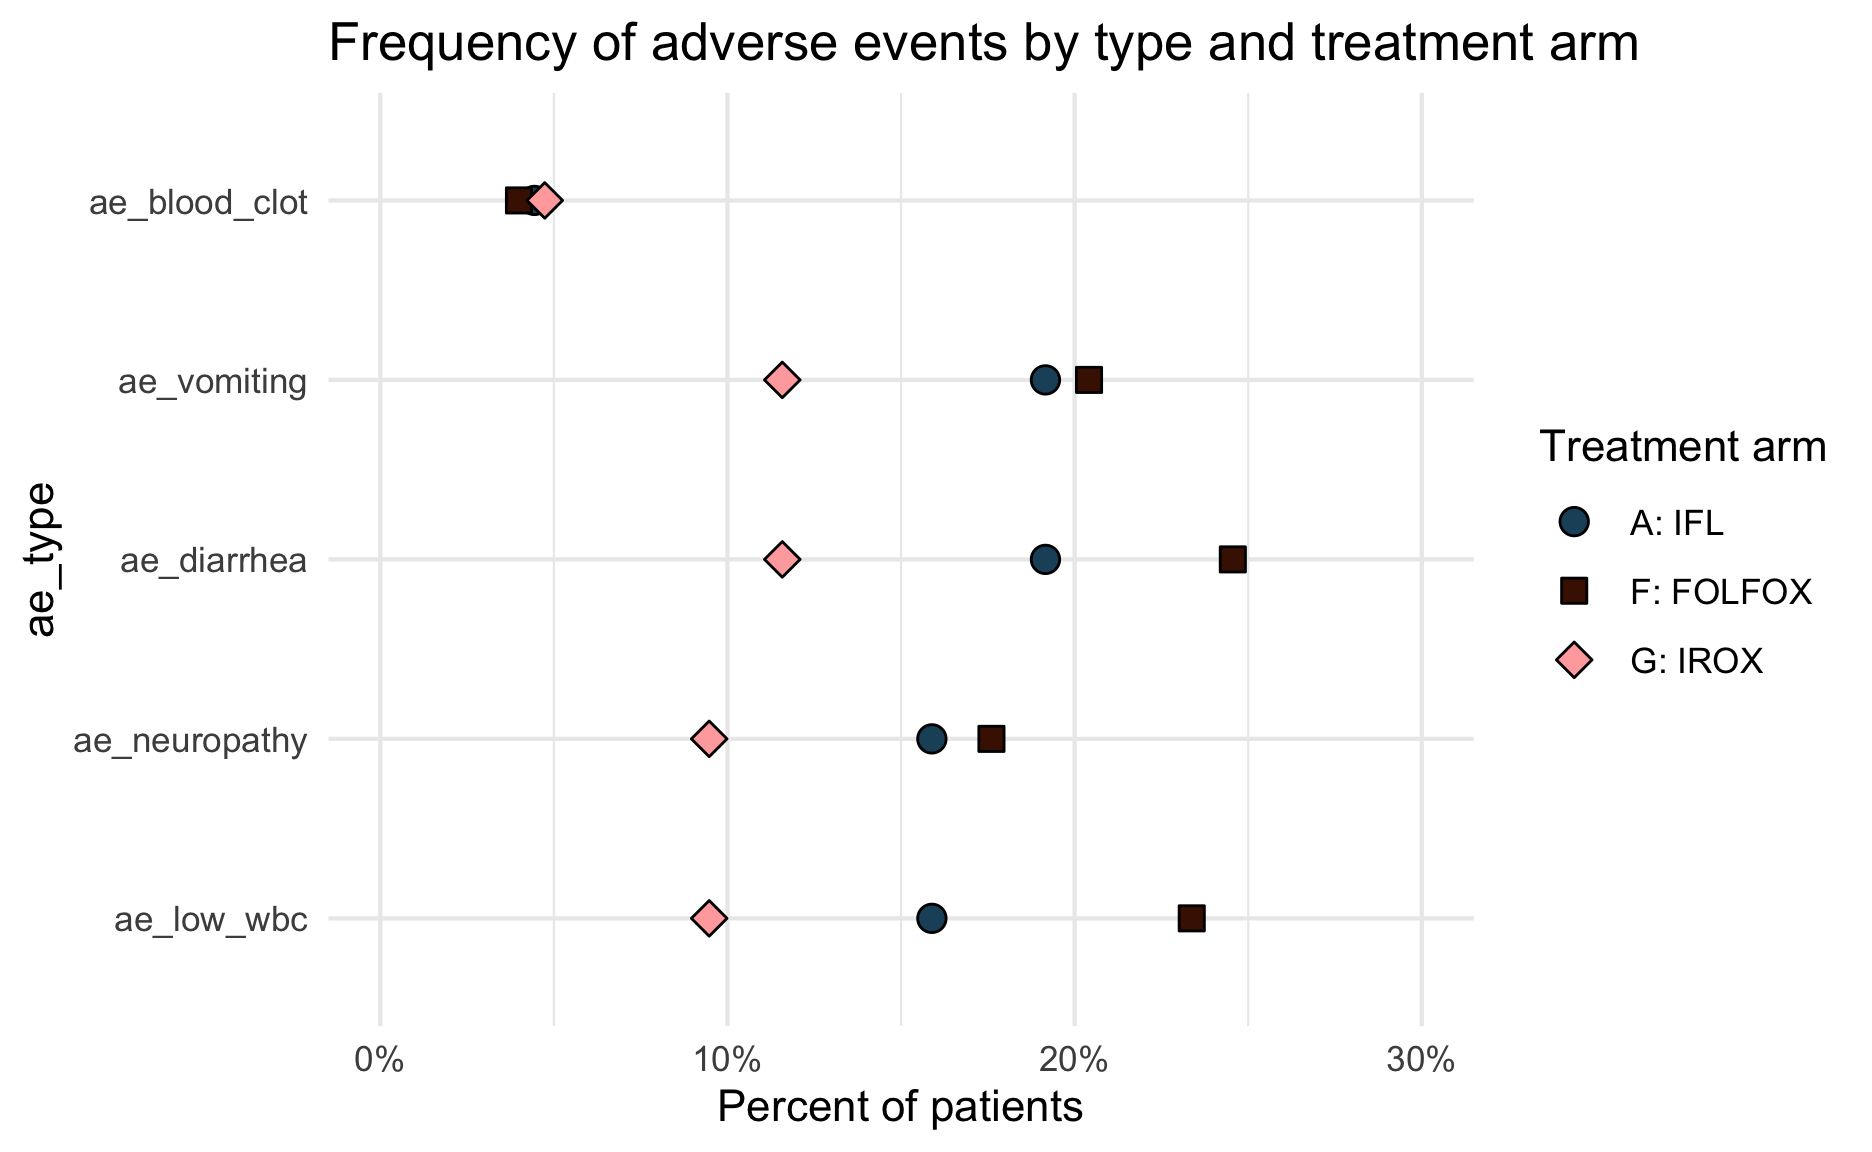 Frequency of adverse events by type and treatment arm
ae_blood_clot
ae_vomiting
ae_diarrhea
ae_neuropathy
ae_low_wbc
ae_type
0%
10%
20%
30%
Percent of patients
Treatment arm
A: IFL
F: FOLFOX
G: IROX